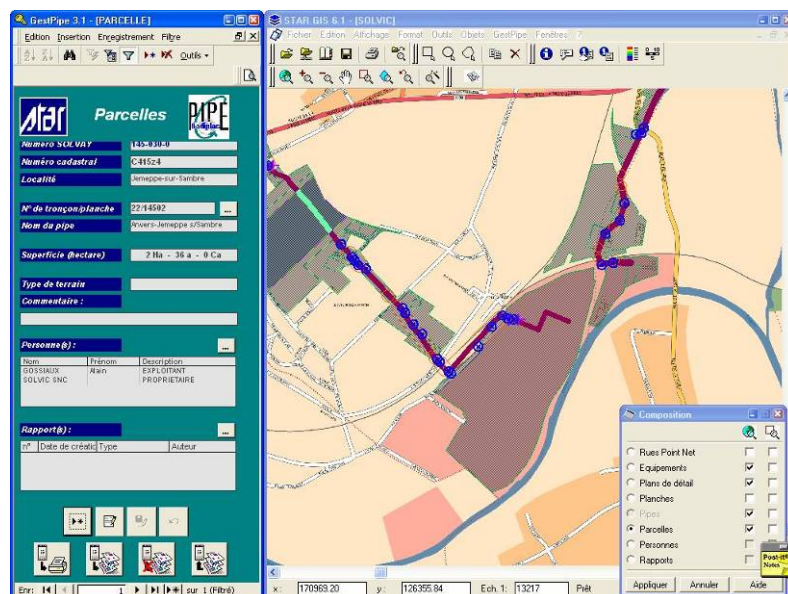 GestPipe 3.1 - [PARCELLE]
Edition Insertion Enregistrement Filtre
Outils
Atar
Parcelles
PIPE
Numéro SOLVAY 145-030-0
Numéro cadastral C415z4
Localité Jemeppe-sur-Sambre
N° de tronçon/planche 22/14502 ...
Nom du pipe Anvers-Jemeppe s/Sambre
Superficie (hectare) 2 Ha - 36 a - 0 Ca
Type de terrain
Commentaire :
Personne(s) : ...
Nom Prénom Description
GOSSIAUX Alain EXPLOITANT
SOLVIC SNC PROPRIETAIRE
Rapport(s) : ...
n° Date de créatic Type Auteur
Enr: 1 sur 1 (Filtré)
STAR GIS 6.1 - [SOLVIC]
Fichier Edition Affichage Format Outils Objets GestPipe Fenêtres ?
Composition
Rues Point Net
Equipements
Plans de détail
Planches
Pipes
Parcelles
Personnes
Rapports
Appliquer Annuler Aide
Post-it®
Notes
x: 170969.20 y: 126355.84 Ech. 1: 13217 Prêt